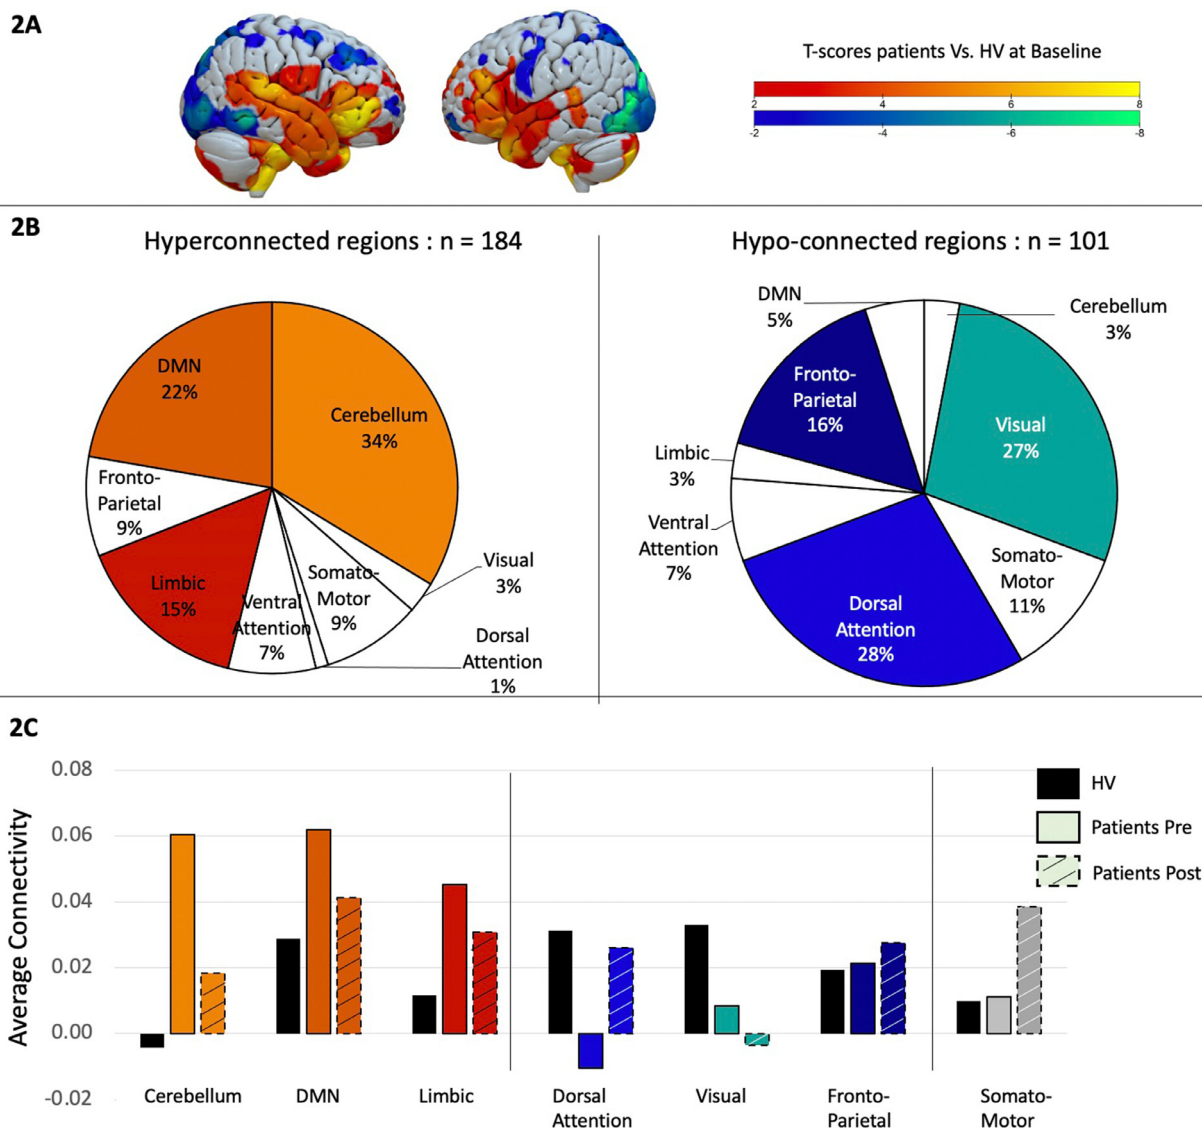 2A
T-scores patients Vs. HV at Baseline
2 4 6 8
-2 -4 -6 -8
2B
Hyperconnected regions : n = 184
DMN
22%
Cerebellum
34%
Fronto-
Parietal
9%
Limbic
15%
Ventral
Attention
7%
Somato-
Motor
9%
Visual
3%
Dorsal
Attention
1%
Hypo-connected regions : n = 101
DMN
5%
Cerebellum
3%
Fronto-
Parietal
16%
Visual
27%
Limbic
3%
Ventral
Attention
7%
Somato-
Motor
11%
Dorsal
Attention
28%
2C
Average Connectivity
0.08
0.06
0.04
0.02
0.00
-0.02
HV
Patients Pre
Patients Post
Cerebellum
DMN
Limbic
Dorsal
Attention
Visual
Fronto-
Parietal
Somato-
Motor